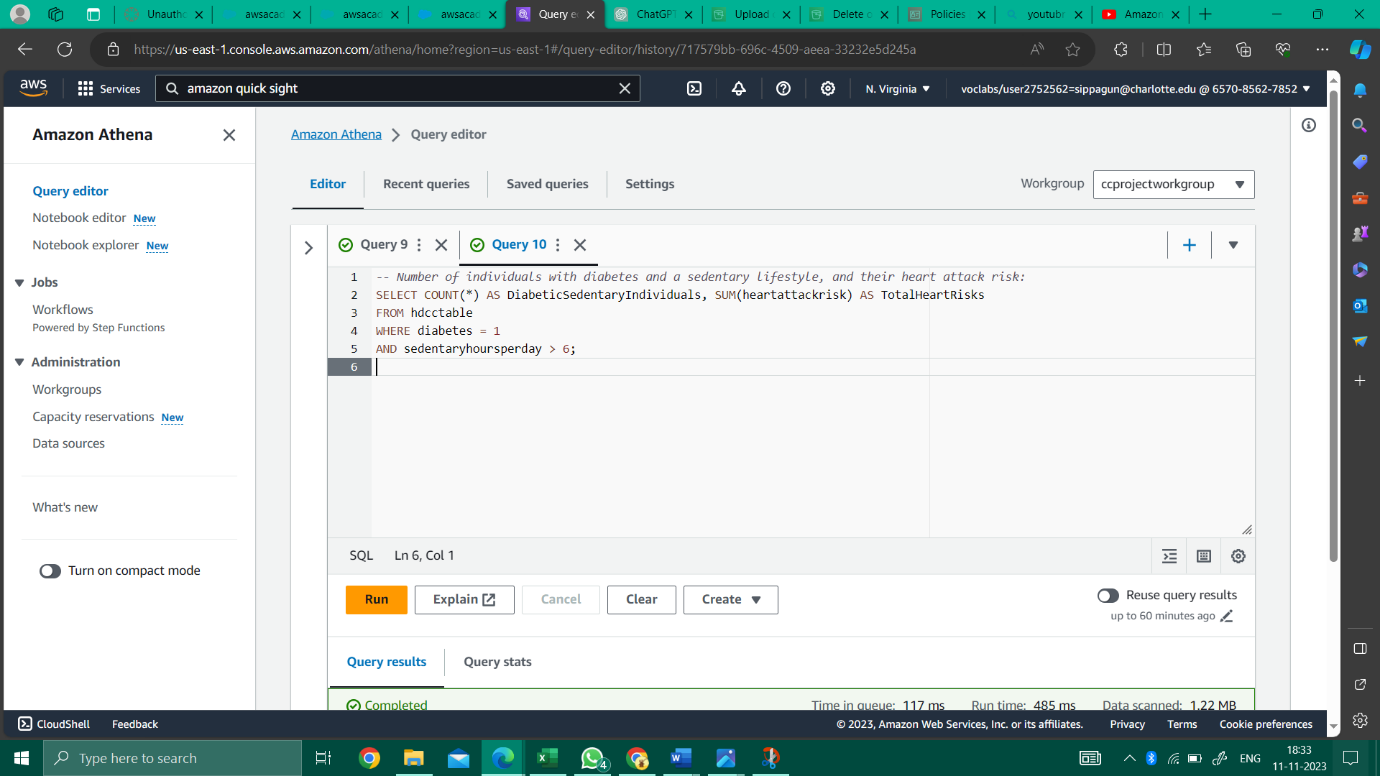 Unautho
awsacad
awsacad
awsacad
Query e
ChatGPT
Upload
Delete o
Policies
youtube
Amazon
https://us-east-1.console.aws.amazon.com/athena/home?region=us-east-1#/query-editor/history/717579bb-696c-4509-aeea-33232e5d245a
aws
Services
amazon quick sight
N. Virginia
voclabs/user2752562=sippagun@charlotte.edu @ 6570-8562-7852
Amazon Athena
Query editor
Notebook editor New
Notebook explorer New
Jobs
Workflows
Powered by Step Functions
Administration
Workgroups
Capacity reservations New
Data sources
What's new
Turn on compact mode
Amazon Athena > Query editor
Editor
Recent queries
Saved queries
Settings
Workgroup
ccprojectworkgroup
Query 9
Query 10
1 -- Number of individuals with diabetes and a sedentary lifestyle, and their heart attack risk:
2 SELECT COUNT(*) AS DiabeticSedentaryIndividuals, SUM(heartattackrisk) AS TotalHeartRisks
3 FROM hdcctable
4 WHERE diabetes = 1
5 AND sedentaryhoursperday > 6;
6
SQL Ln 6, Col 1
Run
Explain
Cancel
Clear
Create
Reuse query results
up to 60 minutes ago
Query results
Query stats
Completed
Time in queue: 117 ms Run time: 485 ms Data scanned: 1.22 MB
CloudShell Feedback
© 2023, Amazon Web Services, Inc. or its affiliates.
Privacy Terms Cookie preferences
Type here to search
4
ENG
18:33
11-11-2023